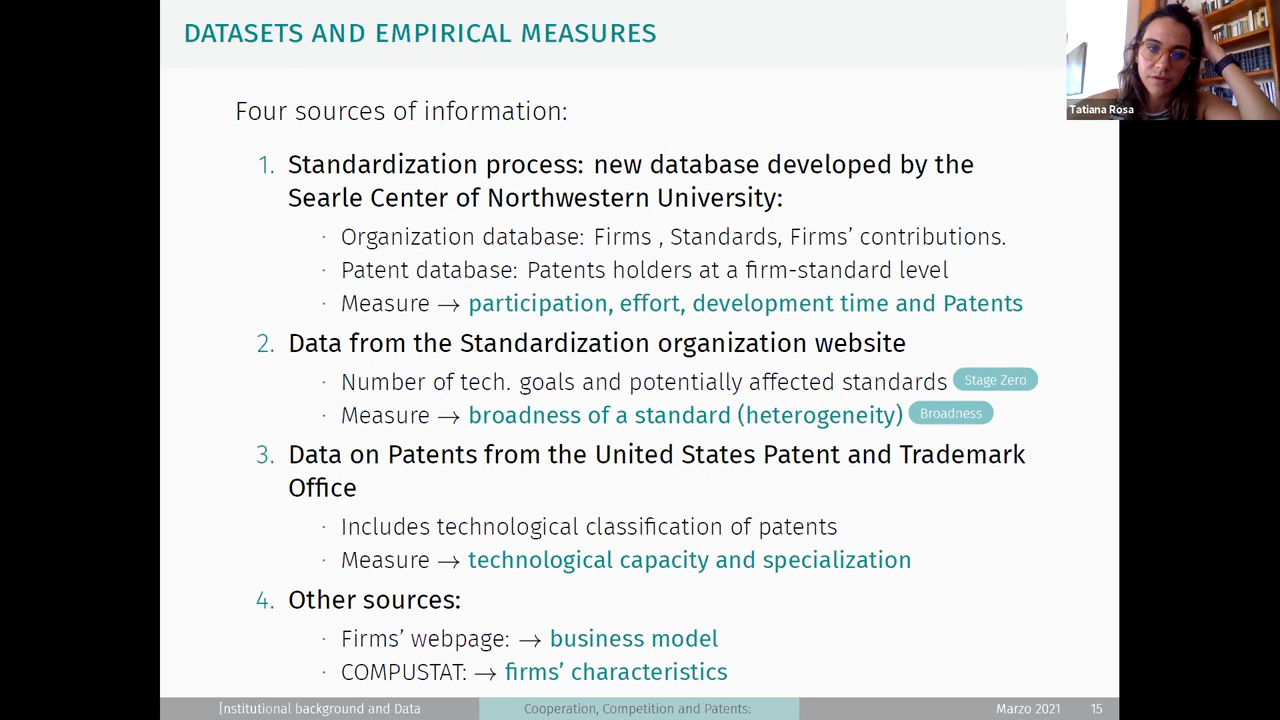 DATASETS AND EMPIRICAL MEASURES
Tatiana Rosa
Four sources of information:
1. Standardization process: new database developed by the
Searle Center of Northwestern University:
· Organization database: Firms , Standards, Firms' contributions.
· Patent database: Patents holders at a firm-standard level
· Measure → participation, effort, development time and Patents
2. Data from the Standardization organization website
· Number of tech. goals and potentially affected standards Stage Zero
· Measure → broadness of a standard (heterogeneity) Broadness
3. Data on Patents from the United States Patent and Trademark
Office
· Includes technological classification of patents
· Measure → technological capacity and specialization
4. Other sources:
· Firms' webpage: → business model
· COMPUSTAT: → firms' characteristics
Institutional background and Data Cooperation, Competition and Patents: Marzo 2021 15